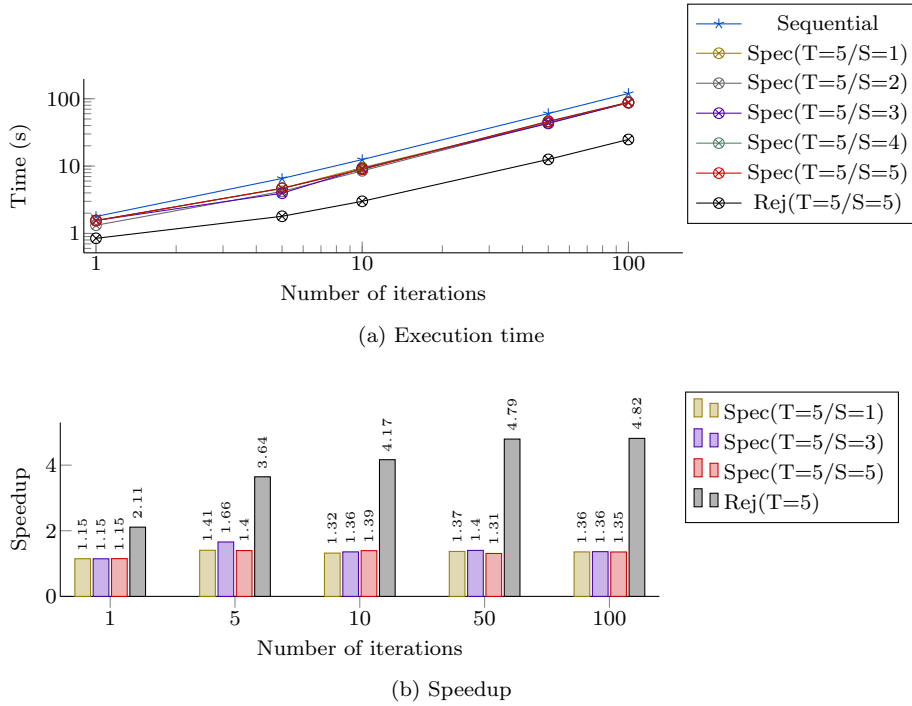 Sequential
Spec(T=5/S=1)
Spec(T=5/S=2)
Spec(T=5/S=3)
Spec(T=5/S=4)
Spec(T=5/S=5)
Rej(T=5/S=5)
Time (s)
100
10
1
1 10 100
Number of iterations
(a) Execution time
Spec(T=5/S=1)
Spec(T=5/S=3)
Spec(T=5/S=5)
Rej(T=5)
Speedup
4
2
0
1.15 1.15 1.15 2.11
1.41 1.66 1.4 3.64
1.32 1.36 1.39 4.17
1.37 1.4 1.31 4.79
1.36 1.36 1.35 4.82
1 5 10 50 100
Number of iterations
(b) Speedup